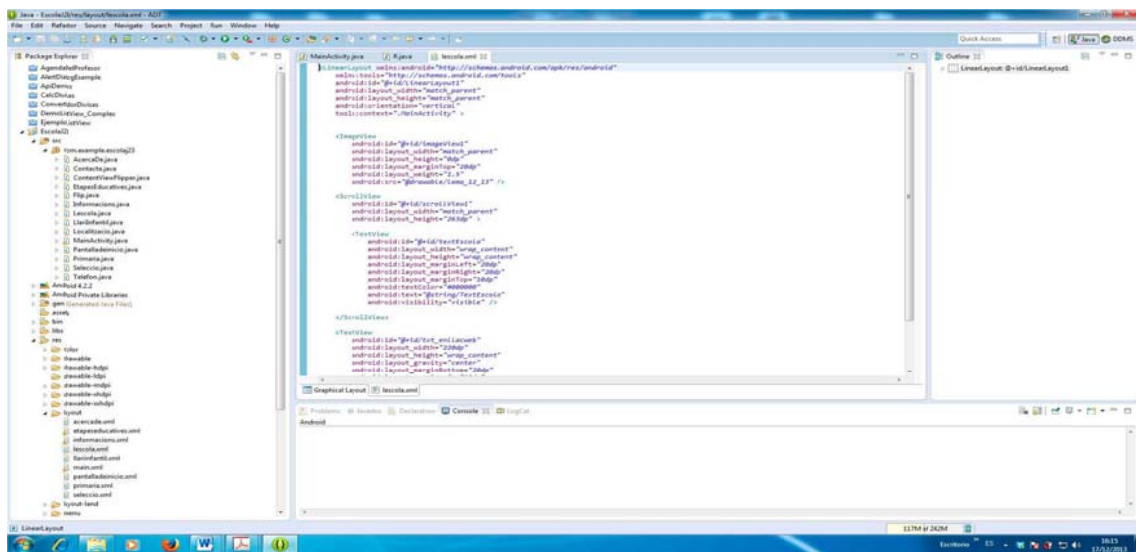 Java - EscolaJ23/res/layout/lescola.xml - ADT
File Edit Refactor Source Navigate Search Project Run Window Help
Quick Access
Java
DDMS
Package Explorer
AgendadelProfesor
AlertDialogExample
ApiDemos
CalcDivisas
ConvertidorDivisas
DemoListView_Complex
EjemploListView
EscolaJ23
src
com.example.escolaj23
AcercaDe.java
Contacta.java
ContentViewFlipper.java
EtapesEducatives.java
Flip.java
Informacions.java
Lescola.java
LlarInfantil.java
Localitzacio.java
MainActivity.java
Pantalladeinicio.java
Primaria.java
Seleccio.java
Telefon.java
Android 4.2.2
Android Private Libraries
gen [Generated Java Files]
assets
bin
libs
res
color
drawable
drawable-hdpi
drawable-ldpi
drawable-mdpi
drawable-xhdpi
drawable-xxhdpi
layout
acercade.xml
etapeseducatives.xml
informacions.xml
lescola.xml
llarinfantil.xml
main.xml
pantalladeinicio.xml
primaria.xml
seleccio.xml
layout-land
menu
MainActivity.java
R.java
lescola.xml
<LinearLayout xmlns:android="http://schemas.android.com/apk/res/android"
xmlns:tools="http://schemas.android.com/tools"
android:id="@+id/LinearLayout1"
android:layout_width="match_parent"
android:layout_height="match_parent"
android:orientation="vertical"
tools:context=".MainActivity" >
<ImageView
android:id="@+id/imageView1"
android:layout_width="match_parent"
android:layout_height="0dp"
android:layout_marginTop="20dp"
android:layout_weight="1.5"
android:src="@drawable/lema_12_13" />
<ScrollView
android:id="@+id/scrollView1"
android:layout_width="match_parent"
android:layout_height="263dp" >
<TextView
android:id="@+id/textEscola"
android:layout_width="wrap_content"
android:layout_height="wrap_content"
android:layout_marginLeft="20dp"
android:layout_marginRight="20dp"
android:layout_marginTop="10dp"
android:textColor="#000000"
android:text="@string/TextEscola"
android:visibility="visible" />
</ScrollView>
<TextView
android:id="@+id/txt_enllacweb"
android:layout_width="220dp"
android:layout_height="wrap_content"
android:layout_gravity="center"
android:layout_marginBottom="20dp"
Graphical Layout
lescola.xml
Outline
LinearLayout: @+id/LinearLayout1
Problems
Javadoc
Declaration
Console
LogCat
Android
LinearLayout
117M of 242M
Escritorio
ES
16:15
17/12/2013